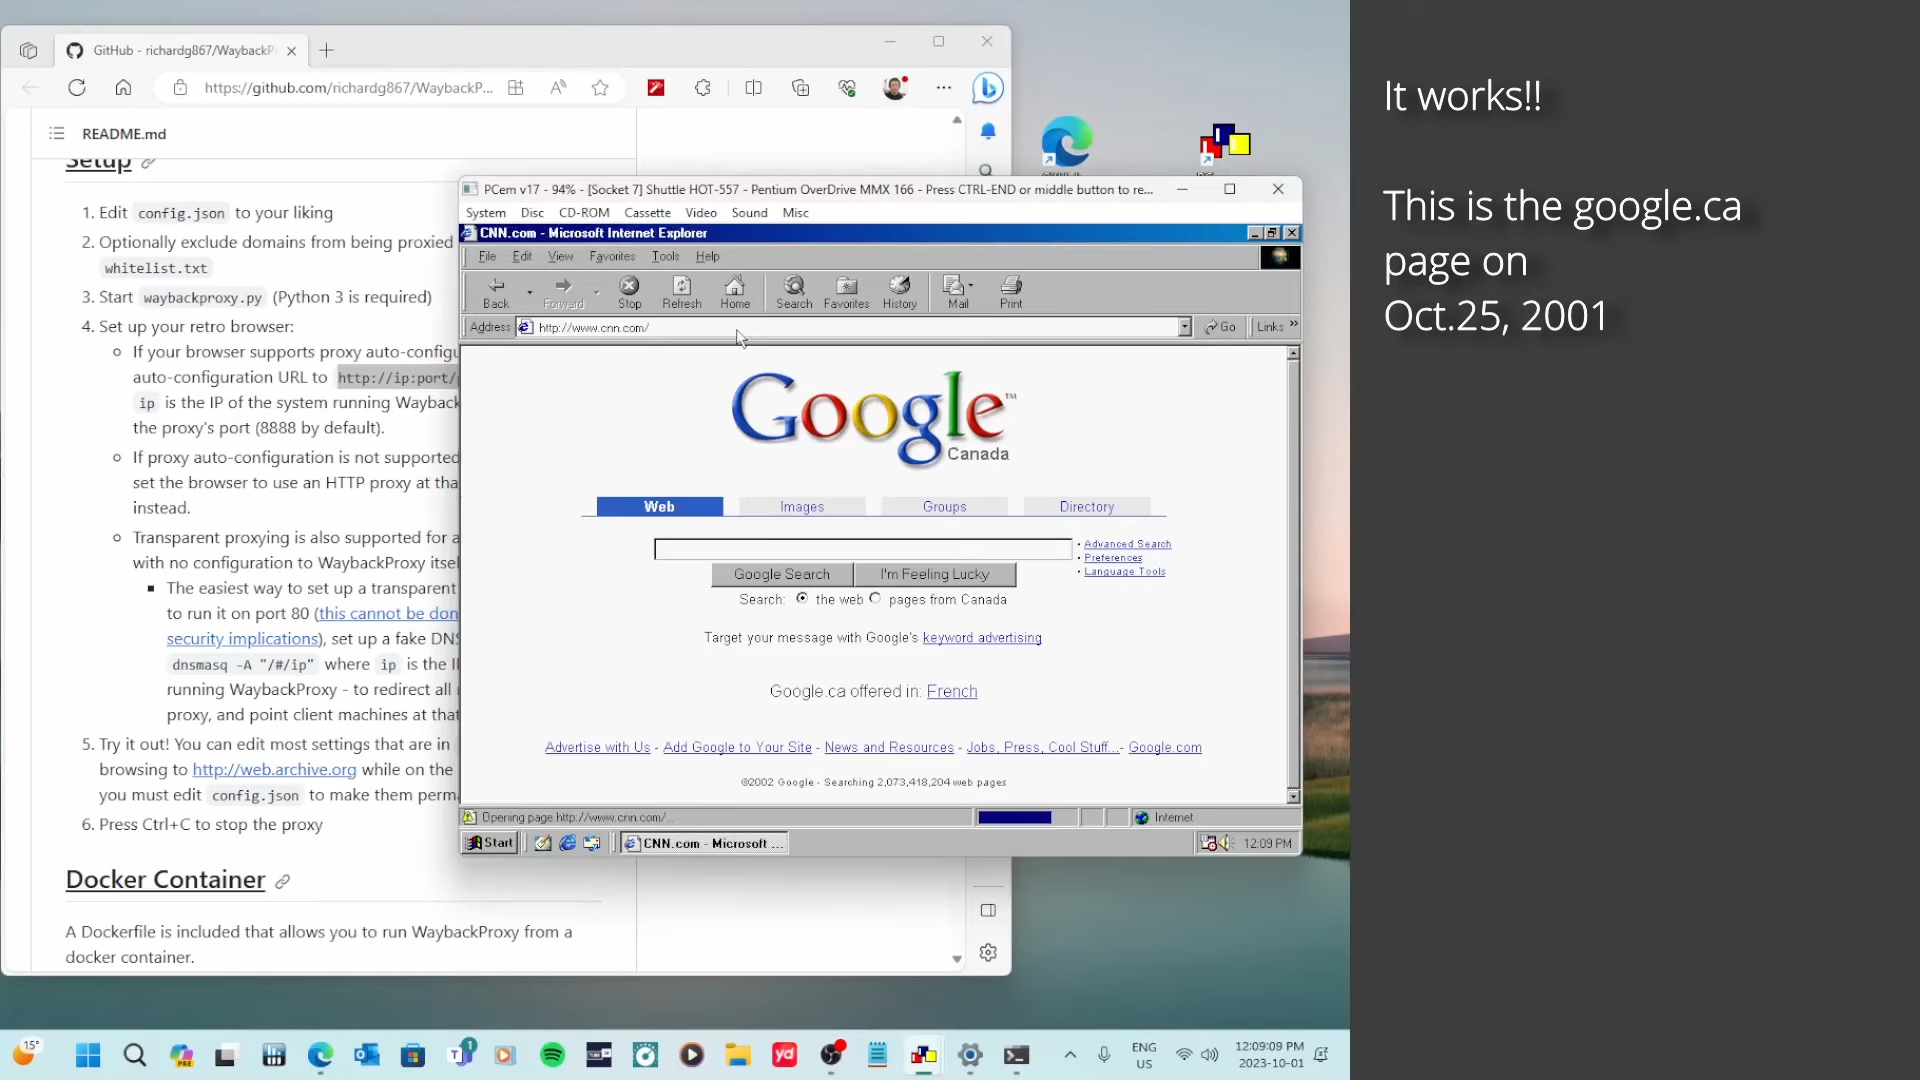 GitHub - richardg867/WaybackP
https://github.com/richardg867/WaybackP...
README.md
Setup
1. Edit config.json to your liking
2. Optionally exclude domains from being proxied
whitelist.txt
3. Start waybackproxy.py (Python 3 is required)
4. Set up your retro browser:
If your browser supports proxy auto-configu
auto-configuration URL to http://ip:port/p
ip is the IP of the system running Wayback
the proxy's port (8888 by default).
If proxy auto-configuration is not supported
set the browser to use an HTTP proxy at tha
instead.
Transparent proxying is also supported for a
with no configuration to WaybackProxy itsel
The easiest way to set up a transparent
to run it on port 80 (this cannot be don
security implications), set up a fake DNS
dnsmasq -A "/#/ip" where ip is the I
running WaybackProxy - to redirect all
proxy, and point client machines at that
5. Try it out! You can edit most settings that are in
browsing to http://web.archive.org while on the
you must edit config.json to make them perma
6. Press Ctrl+C to stop the proxy
Docker Container
A Dockerfile is included that allows you to run WaybackProxy from a
docker container.
PCem v17 - 94% - [Socket 7] Shuttle HOT-557 - Pentium OverDrive MMX 166 - Press CTRL-END or middle button to re...
System Disc CD-ROM Cassette Video Sound Misc
CNN.com - Microsoft Internet Explorer
File Edit View Favorites Tools Help
Back Forward Stop Refresh Home Search Favorites History Mail Print
Address http://www.cnn.com/ Go Links »
Google™
Canada
Web Images Groups Directory
• Advanced Search
• Preferences
• Language Tools
Google Search I'm Feeling Lucky
Search: the web pages from Canada
Target your message with Google's keyword advertising
Google.ca offered in: French
Advertise with Us - Add Google to Your Site - News and Resources - Jobs, Press, Cool Stuff... - Google.com
©2002 Google - Searching 2,073,418,204 web pages
Opening page http://www.cnn.com/... Internet
Start CNN.com - Microsoft ... 12:09 PM
It works!!
This is the google.ca
page on
Oct.25, 2001
15°
PRE
1
yd
ENG
US
12:09:09 PM
2023-10-01